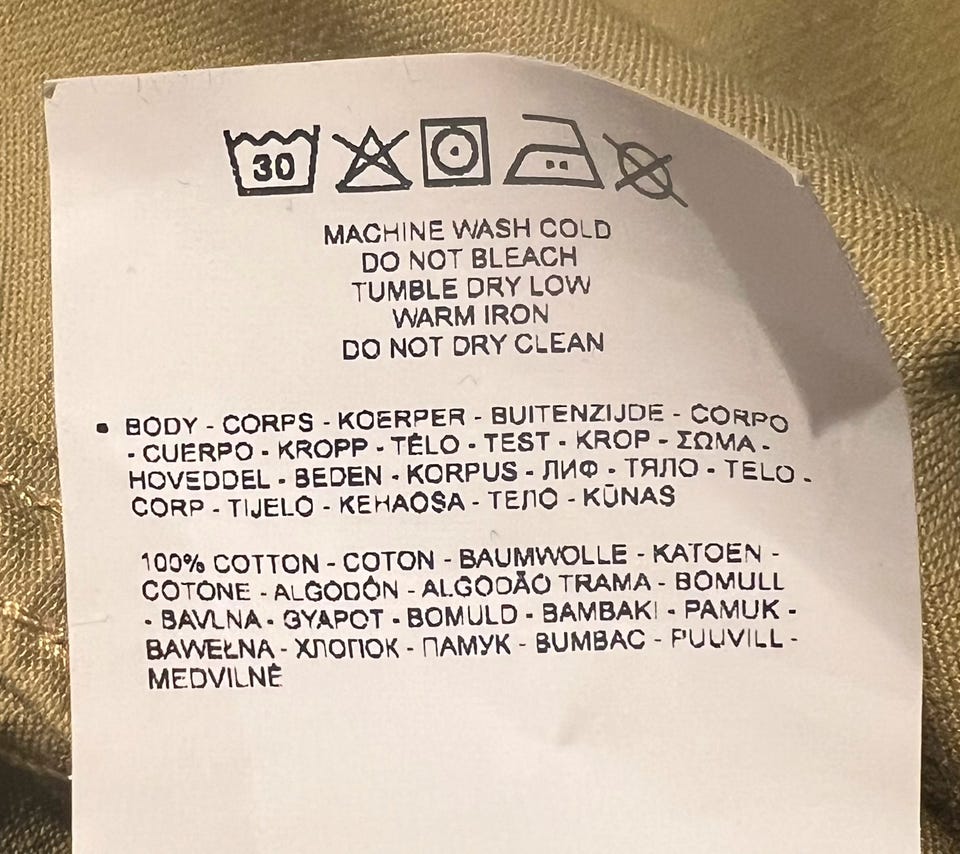 30
MACHINE WASH COLD
DO NOT BLEACH
TUMBLE DRY LOW
WARM IRON
DO NOT DRY CLEAN
• BODY - CORPS - KOERPER - BUITENZIJDE - CORPO
- CUERPO - KROPP - TĚLO - TEST - KROP - ΣΩΜΑ -
HOVEDDEL - BEDEN - KORPUS - ЛИФ - ТЯЛО - TELO -
CORP - TIJELO - KEHAOSA - ТЕЛО - KŪNAS
100% COTTON - COTON - BAUMWOLLE - KATOEN -
COTONE - ALGODÓN - ALGODÃO TRAMA - BOMULL
- BAVLNA - GYAPOT - BOMULD - BAMBAKI - PAMUK -
BAWEŁNA - ХЛОПОК - ПАМУК - BUMBAC - PUUVILL -
MEDVILNĖ